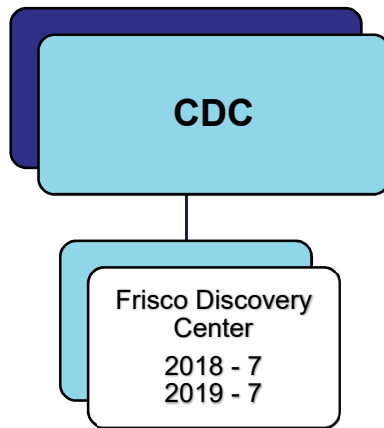 CDC
Frisco Discovery
Center
2018 - 7
2019 - 7